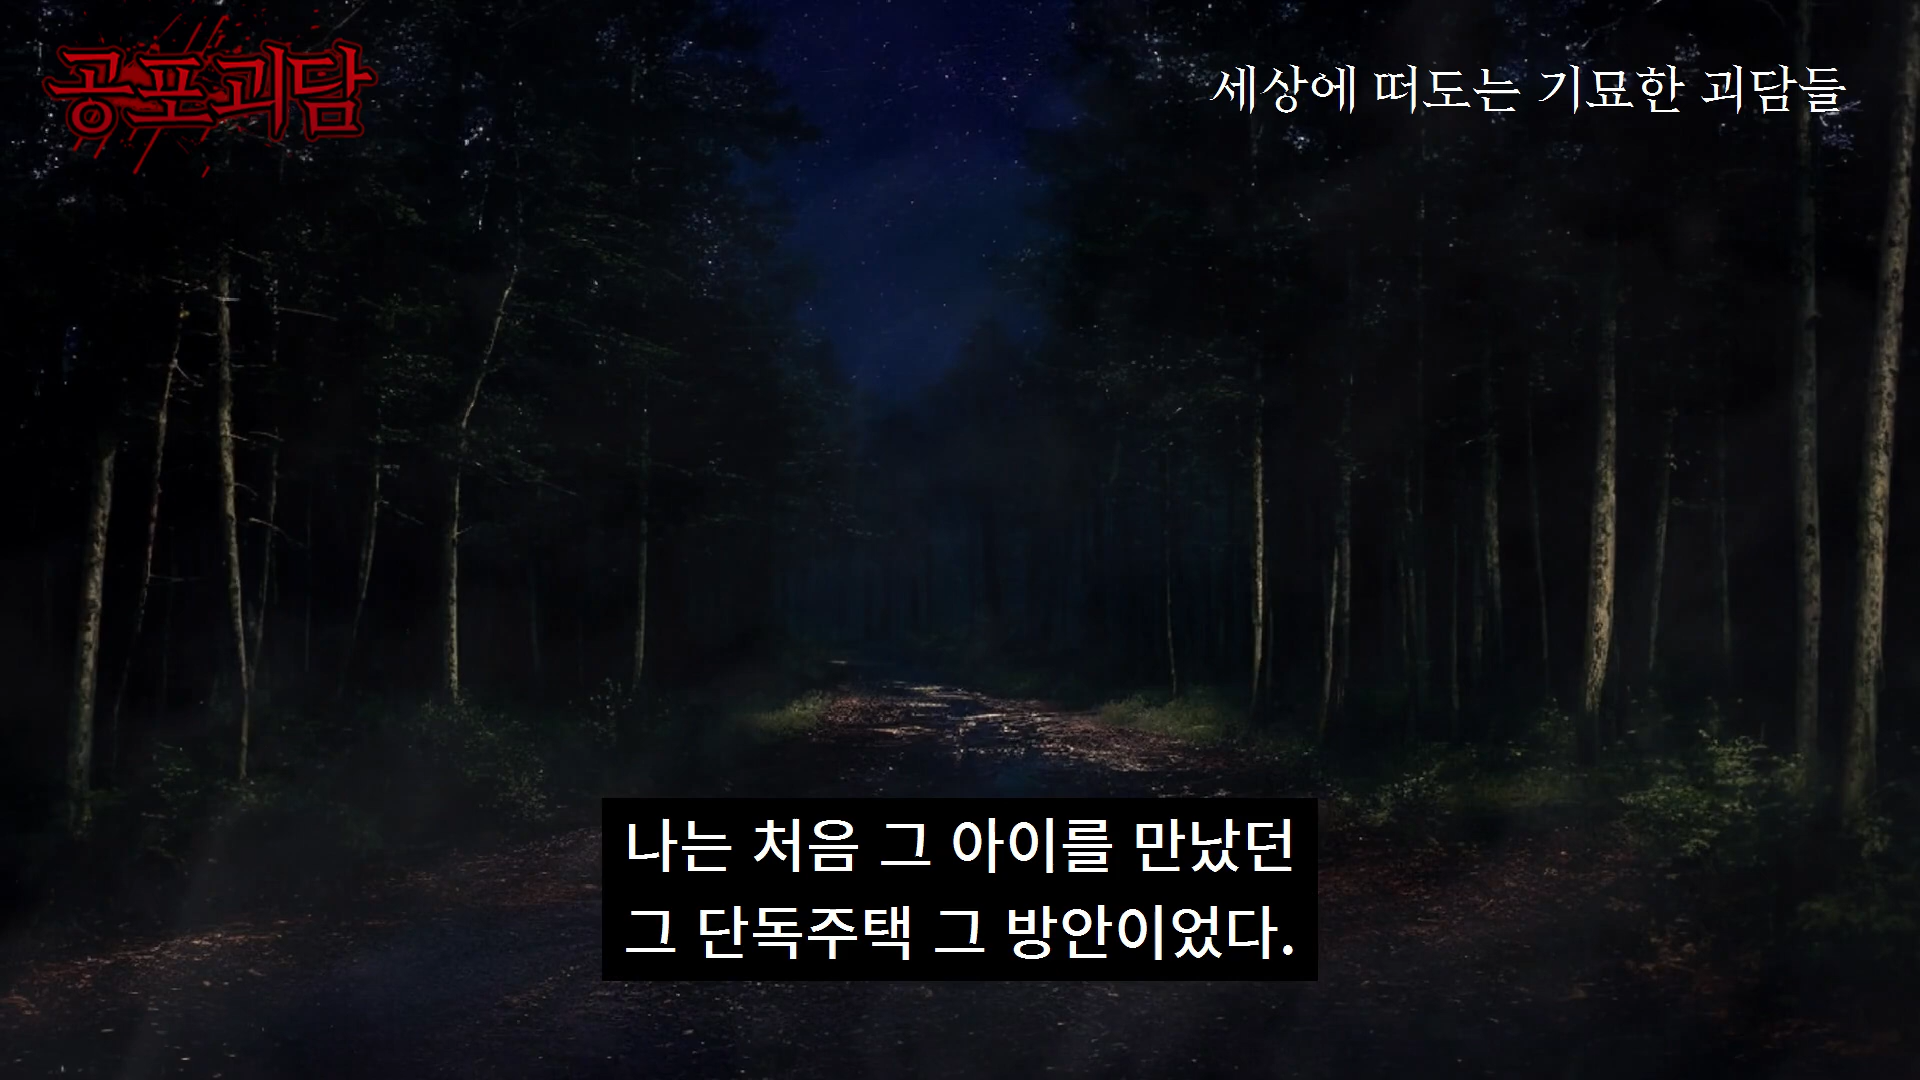 공포괴담
세상에 떠도는 기묘한 괴담들
나는 처음 그 아이를 만났던
그 단독주택 그 방안이었다.